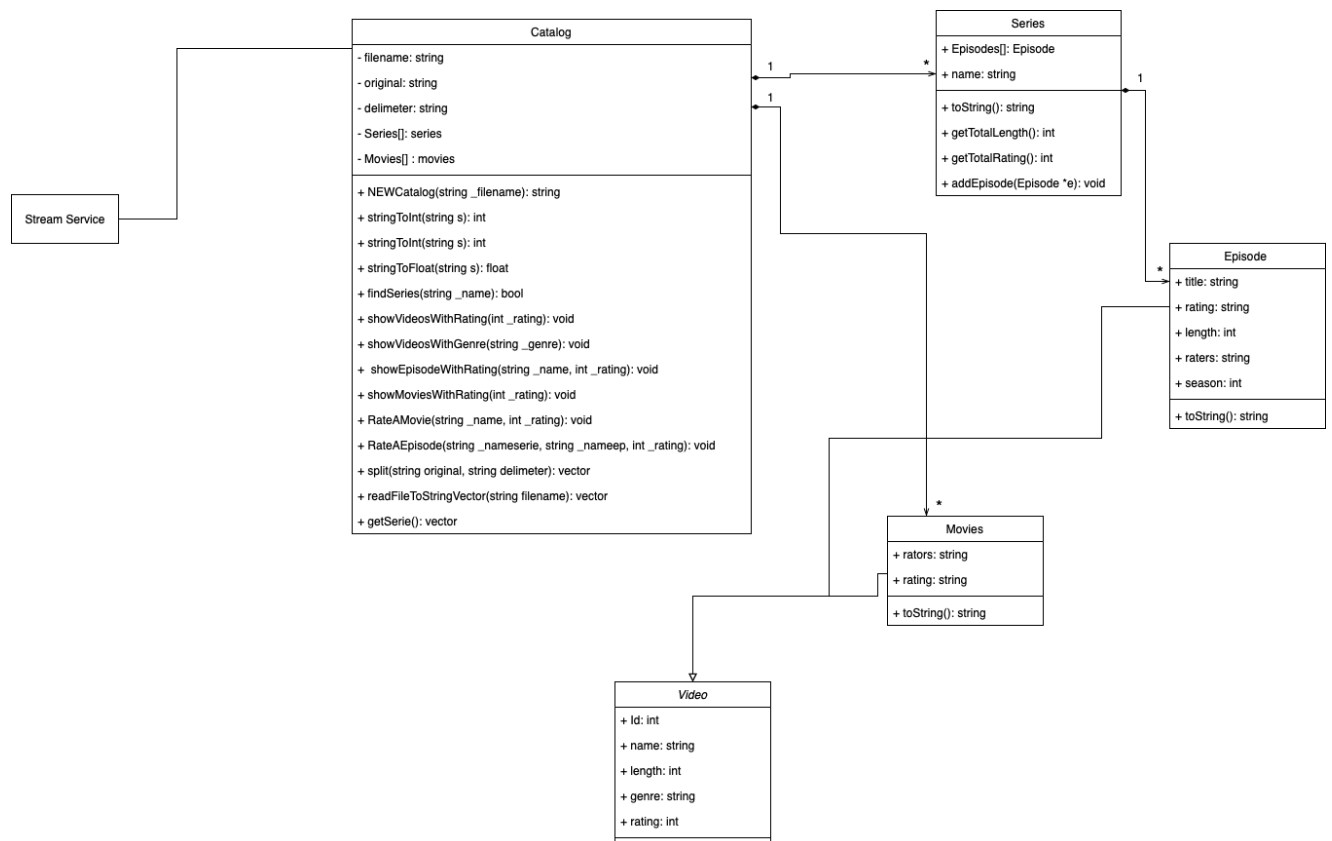 Stream Service
Catalog
- filename: string
- original: string
- delimeter: string
- Series[]: series
- Movies[] : movies
+ NEWCatalog(string _filename): string
+ stringToInt(string s): int
+ stringToInt(string s): int
+ stringToFloat(string s): float
+ findSeries(string _name): bool
+ showVideosWithRating(int _rating): void
+ showVideosWithGenre(string _genre): void
+ showEpisodeWithRating(string _name, int _rating): void
+ showMoviesWithRating(int _rating): void
+ RateAMovie(string _name, int _rating): void
+ RateAEpisode(string _nameserie, string _nameep, int _rating): void
+ split(string original, string delimeter): vector
+ readFileToStringVector(string filename): vector
+ getSerie(): vector
1
*
1
*
Series
+ Episodes[]: Episode
+ name: string
+ toString(): string
+ getTotalLength(): int
+ getTotalRating(): int
+ addEpisode(Episode *e): void
1
*
Episode
+ title: string
+ rating: string
+ length: int
+ raters: string
+ season: int
+ toString(): string
Movies
+ rators: string
+ rating: string
+ toString(): string
Video
+ Id: int
+ name: string
+ length: int
+ genre: string
+ rating: int